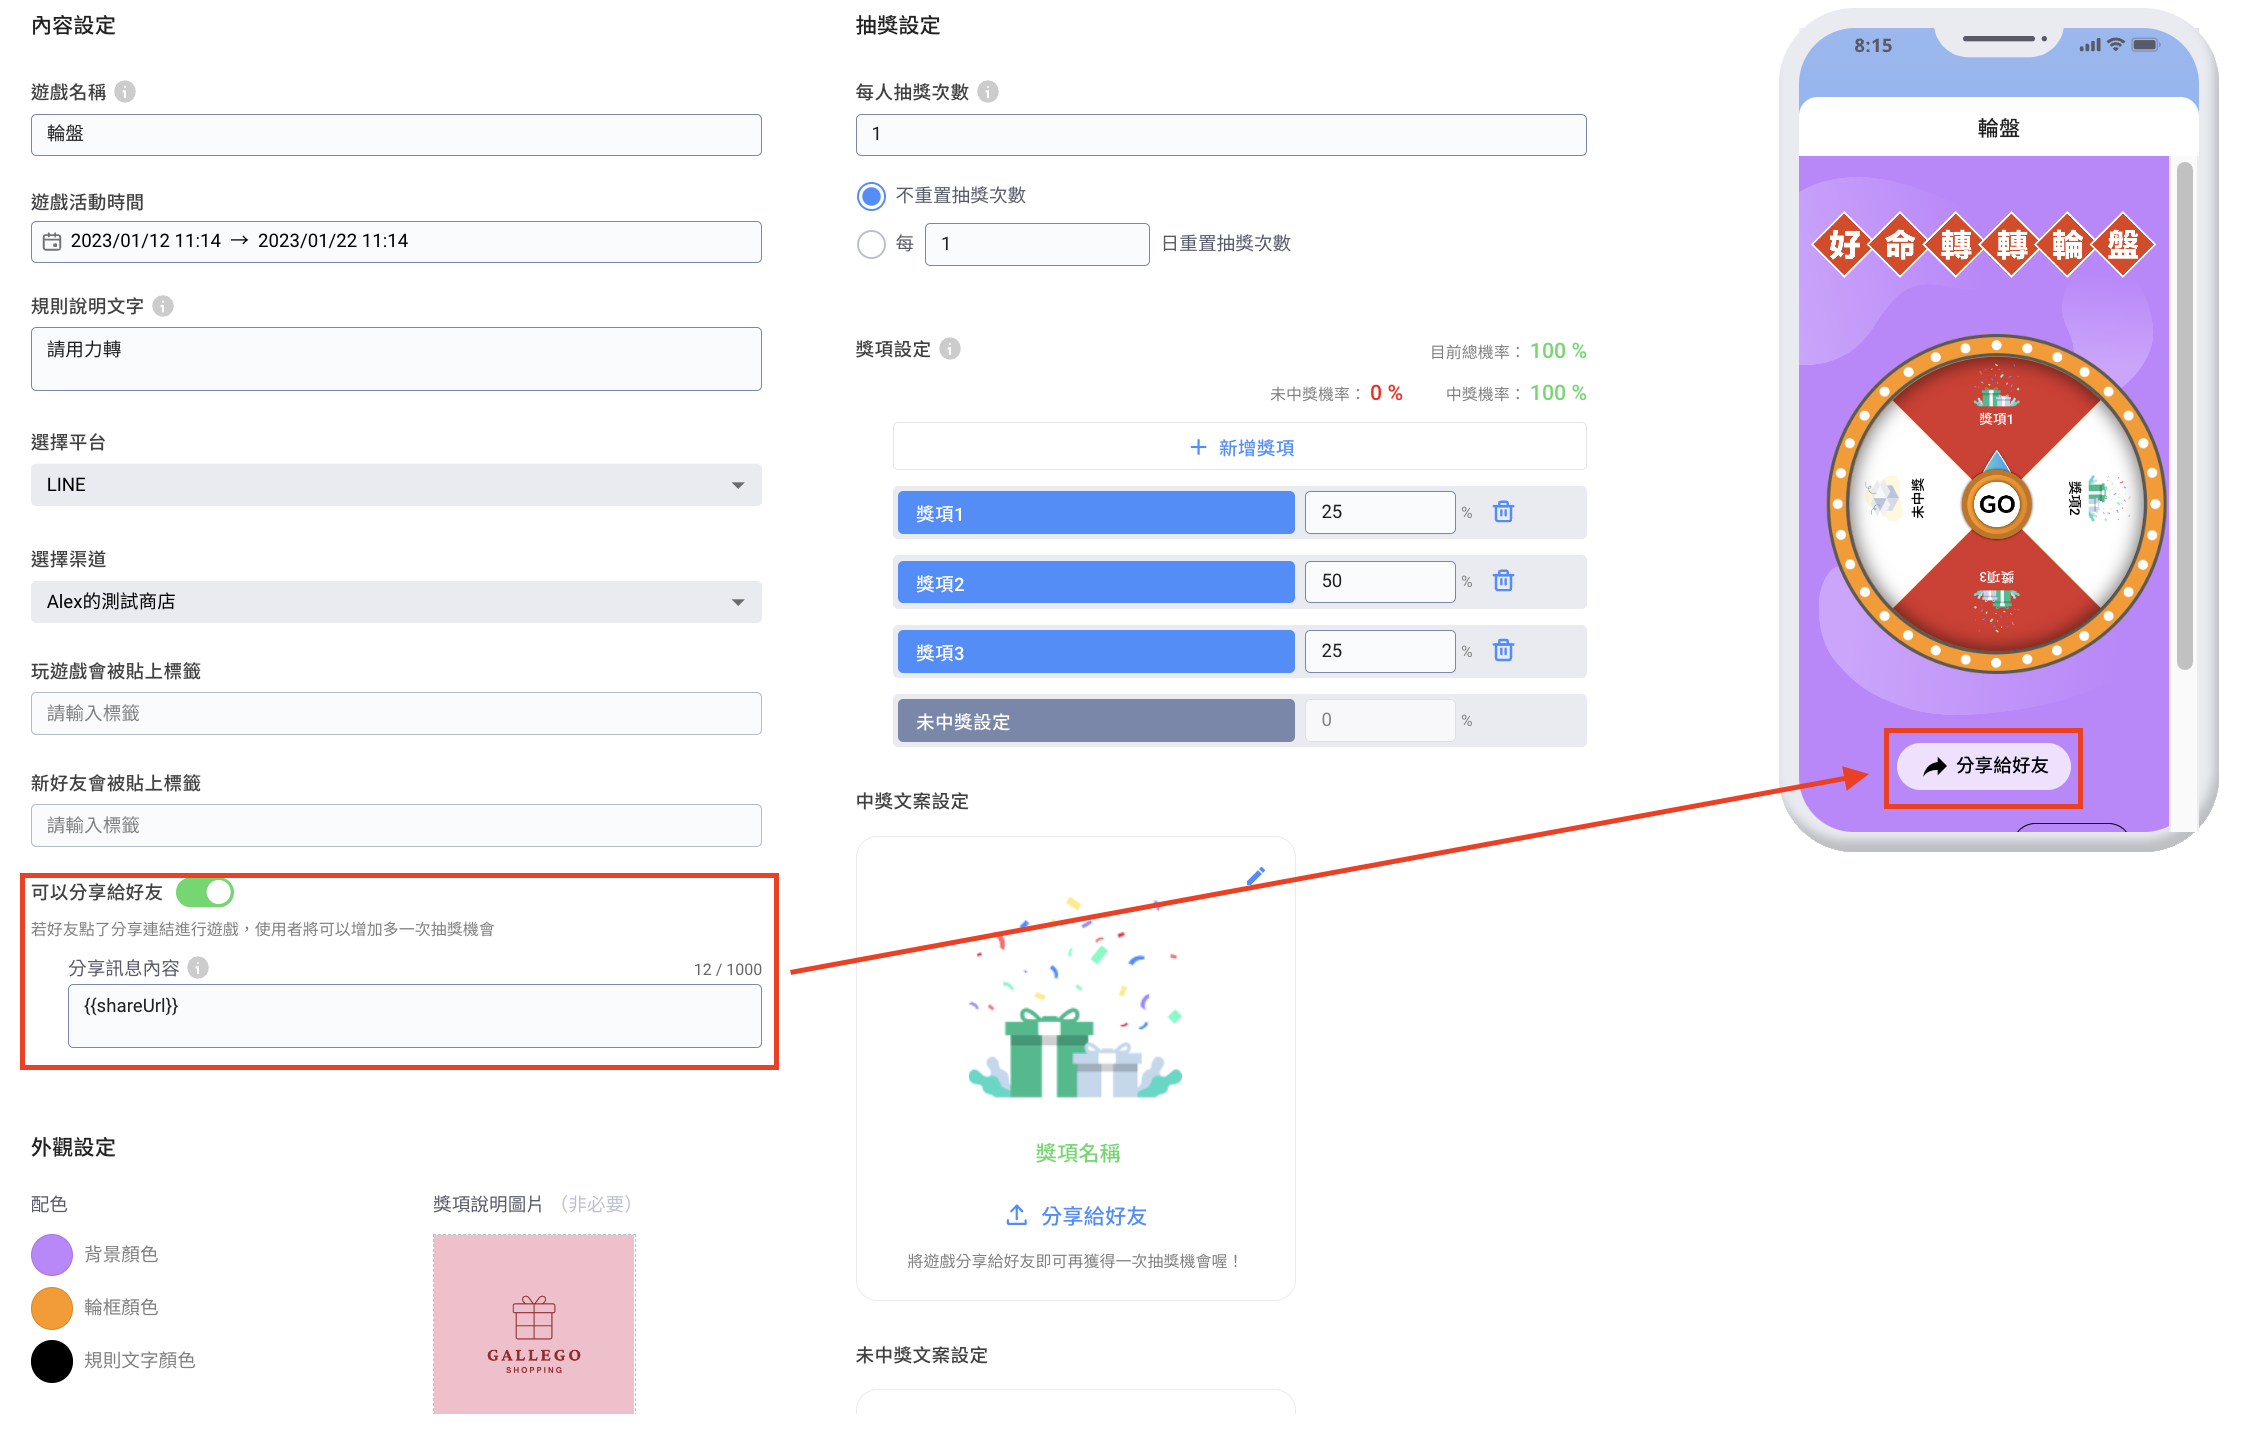 內容設定
遊戲名稱
輪盤
遊戲活動時間
2023/01/12 11:14 → 2023/01/22 11:14
規則說明文字
請用力轉
選擇平台
LINE
選擇渠道
Alex的測試商店
玩遊戲會被貼上標籤
請輸入標籤
新好友會被貼上標籤
請輸入標籤
可以分享給好友
若好友點了分享連結進行遊戲，使用者將可以增加多一次抽獎機會
分享訊息內容
12 / 1000
{{shareUrl}}
外觀設定
配色
背景顏色
輪框顏色
規則文字顏色
獎項說明圖片 （非必要）
GALLEGO
SHOPPING
抽獎設定
每人抽獎次數
1
不重置抽獎次數
每 1 日重置抽獎次數
獎項設定
目前總機率： 100 %
未中獎機率： 0 % 中獎機率： 100 %
+ 新增獎項
獎項1 25 %
獎項2 50 %
獎項3 25 %
未中獎設定 0 %
中獎文案設定
獎項名稱
分享給好友
將遊戲分享給好友即可再獲得一次抽獎機會喔！
未中獎文案設定
8:15
輪盤
好命轉轉輪盤
獎項1
獎項2
獎項3
未中獎
GO
分享給好友